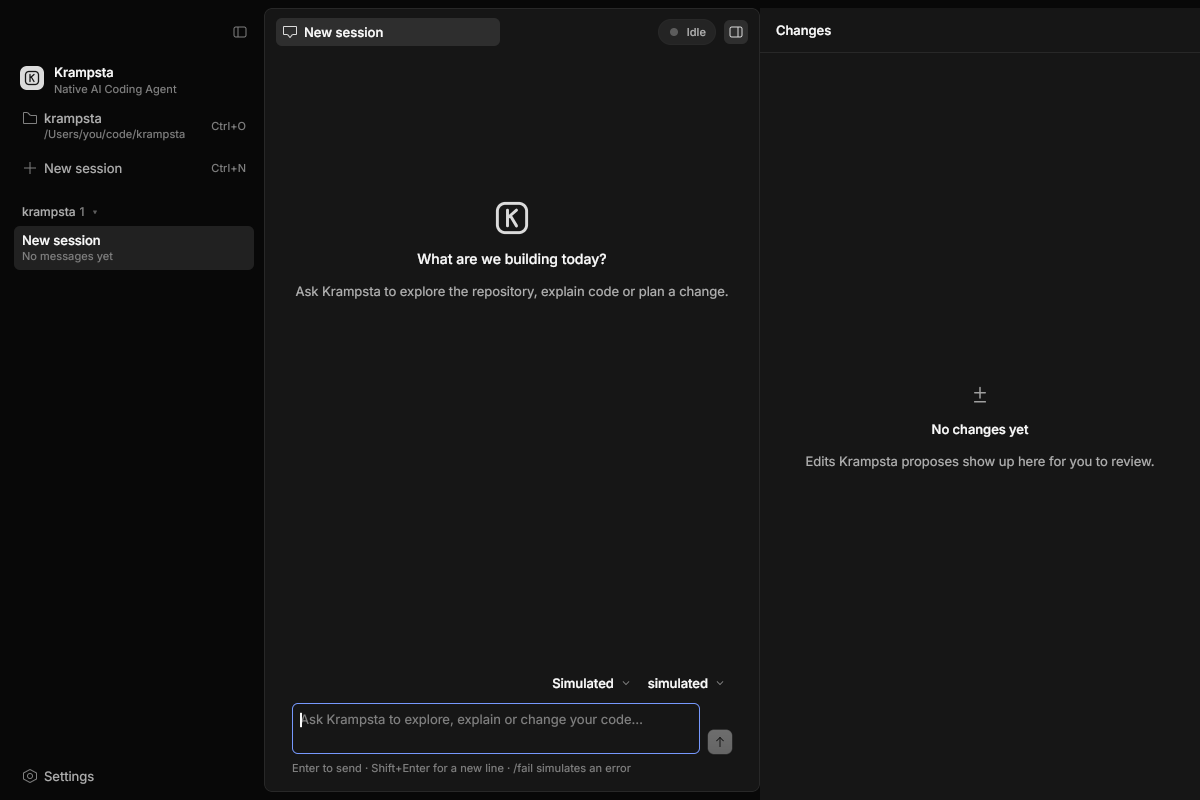 Krampsta
Native AI Coding Agent
krampsta
/Users/you/code/krampsta
Ctrl+O
New session
Ctrl+N
krampsta 1
New session
No messages yet
Settings
New session
Idle
K
What are we building today?
Ask Krampsta to explore the repository, explain code or plan a change.
Simulated
simulated
Ask Krampsta to explore, explain or change your code...
Enter to send · Shift+Enter for a new line · /fail simulates an error
Changes
No changes yet
Edits Krampsta proposes show up here for you to review.